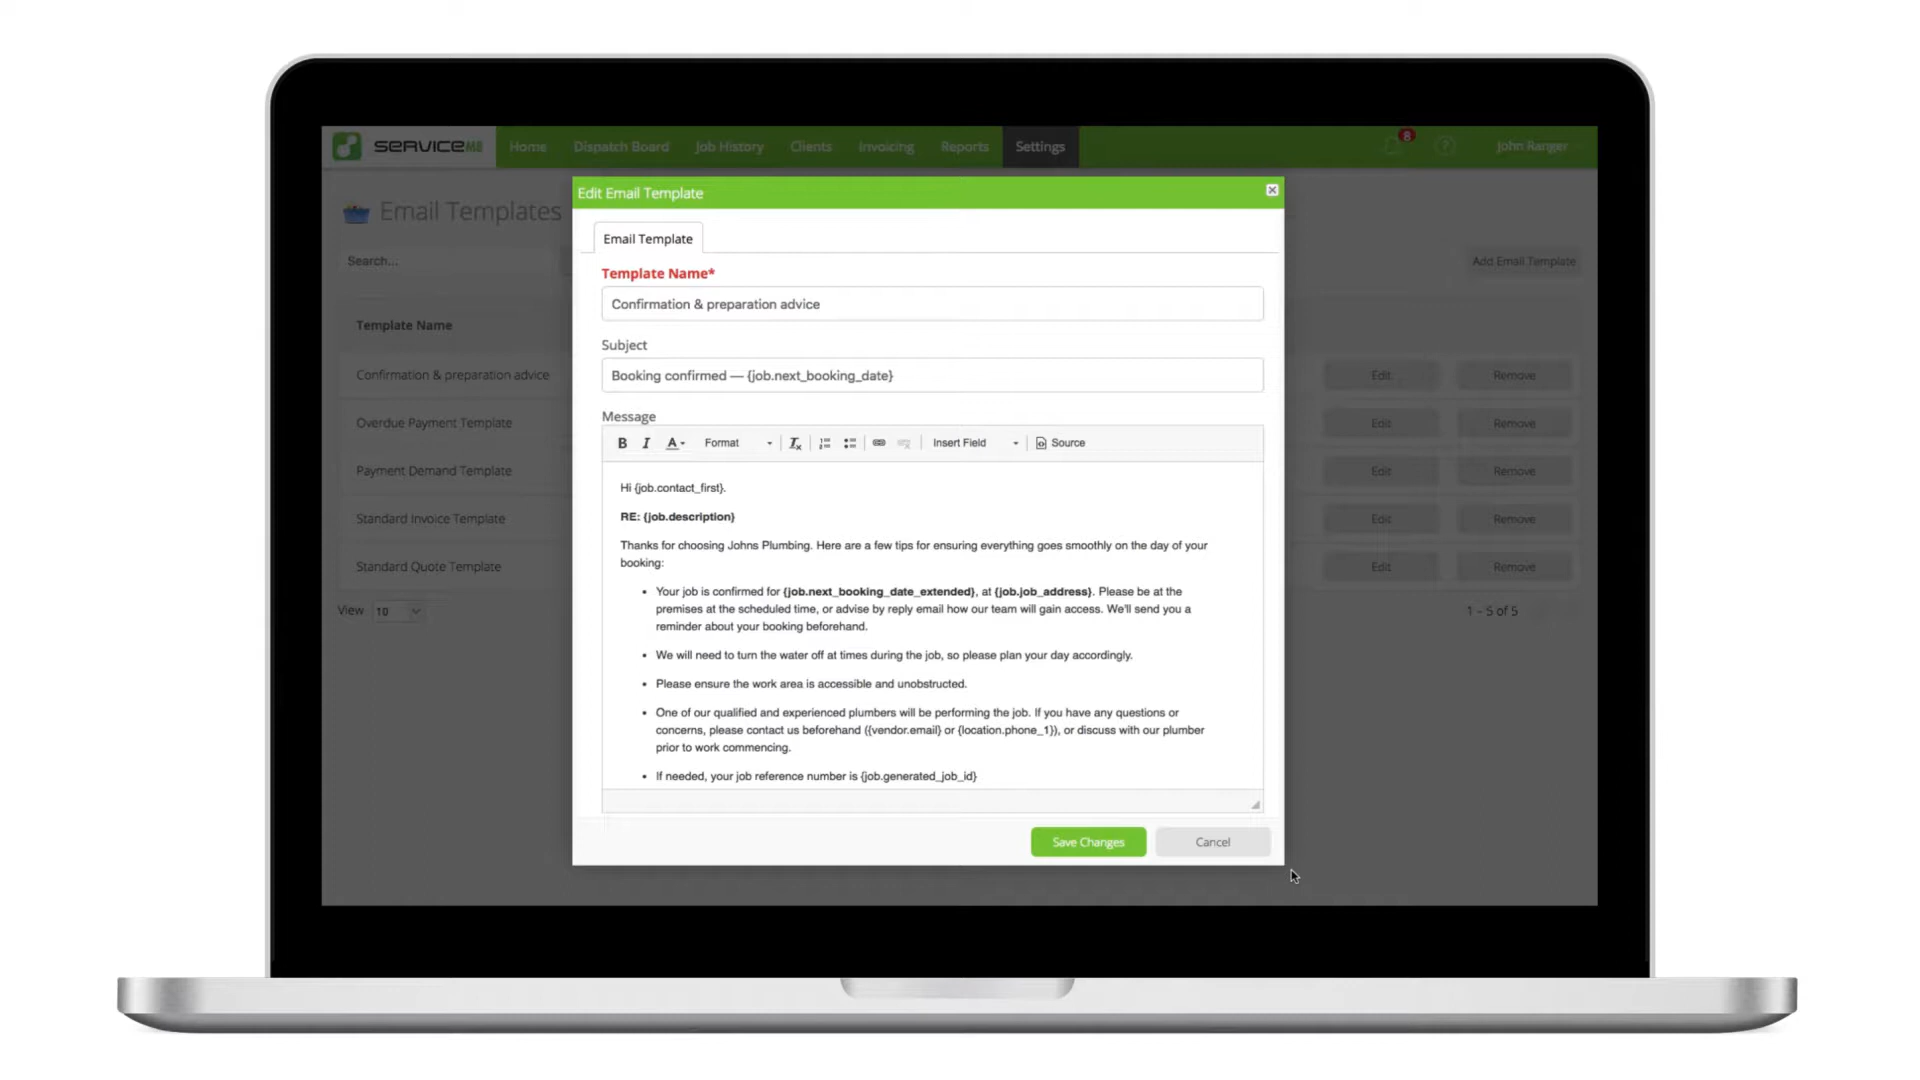 SERVICEM8 Home Dispatch Board Job History Clients Invoicing Reports Settings 8 ? John Ranger
Email Templates
Search...
Add Email Template
Template Name
Confirmation & preparation advice Edit Remove
Overdue Payment Template Edit Remove
Payment Demand Template Edit Remove
Standard Invoice Template Edit Remove
Standard Quote Template Edit Remove
View 10 1 - 5 of 5
Edit Email Template
Email Template
Template Name*
Confirmation & preparation advice
Subject
Booking confirmed — {job.next_booking_date}
Message
B I A Format Tx Insert Field Source
Hi {job.contact_first}.
RE: {job.description}
Thanks for choosing Johns Plumbing. Here are a few tips for ensuring everything goes smoothly on the day of your
booking:
• Your job is confirmed for {job.next_booking_date_extended}, at {job.job_address}. Please be at the
premises at the scheduled time, or advise by reply email how our team will gain access. We'll send you a
reminder about your booking beforehand.
• We will need to turn the water off at times during the job, so please plan your day accordingly.
• Please ensure the work area is accessible and unobstructed.
• One of our qualified and experienced plumbers will be performing the job. If you have any questions or
concerns, please contact us beforehand ({vendor.email} or {location.phone_1}), or discuss with our plumber
prior to work commencing.
• If needed, your job reference number is {job.generated_job_id}
Save Changes Cancel